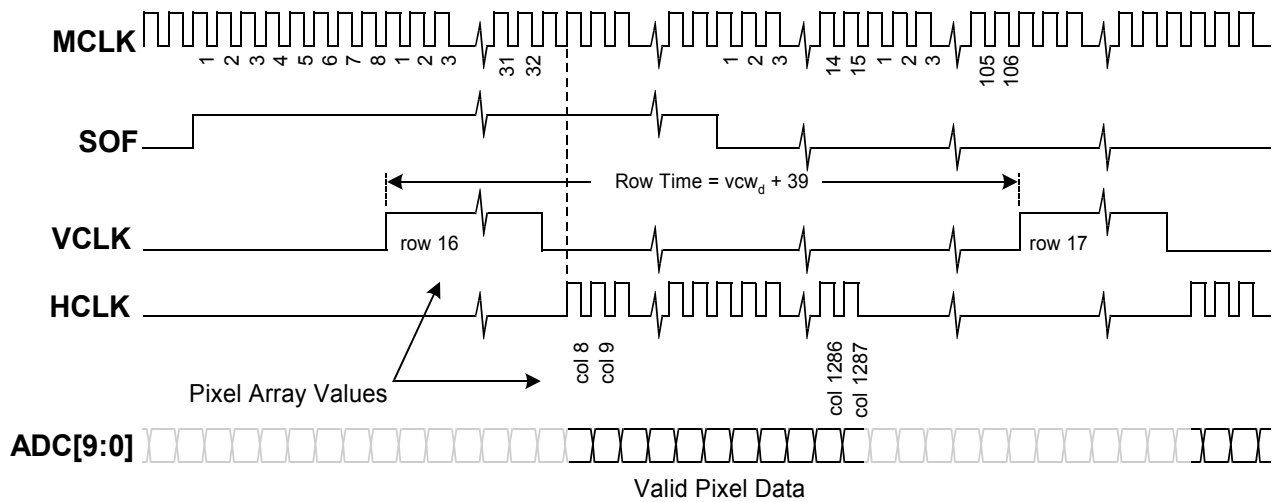 MCLK
1 2 3 4 5 6 7 8 1 2 3 31 32 1 2 3 14 15 1 2 3 105 106
SOF
Row Time = vcw_d + 39
VCLK
row 16
row 17
HCLK
col 8
col 9
col 1286
col 1287
Pixel Array Values
ADC[9:0]
Valid Pixel Data